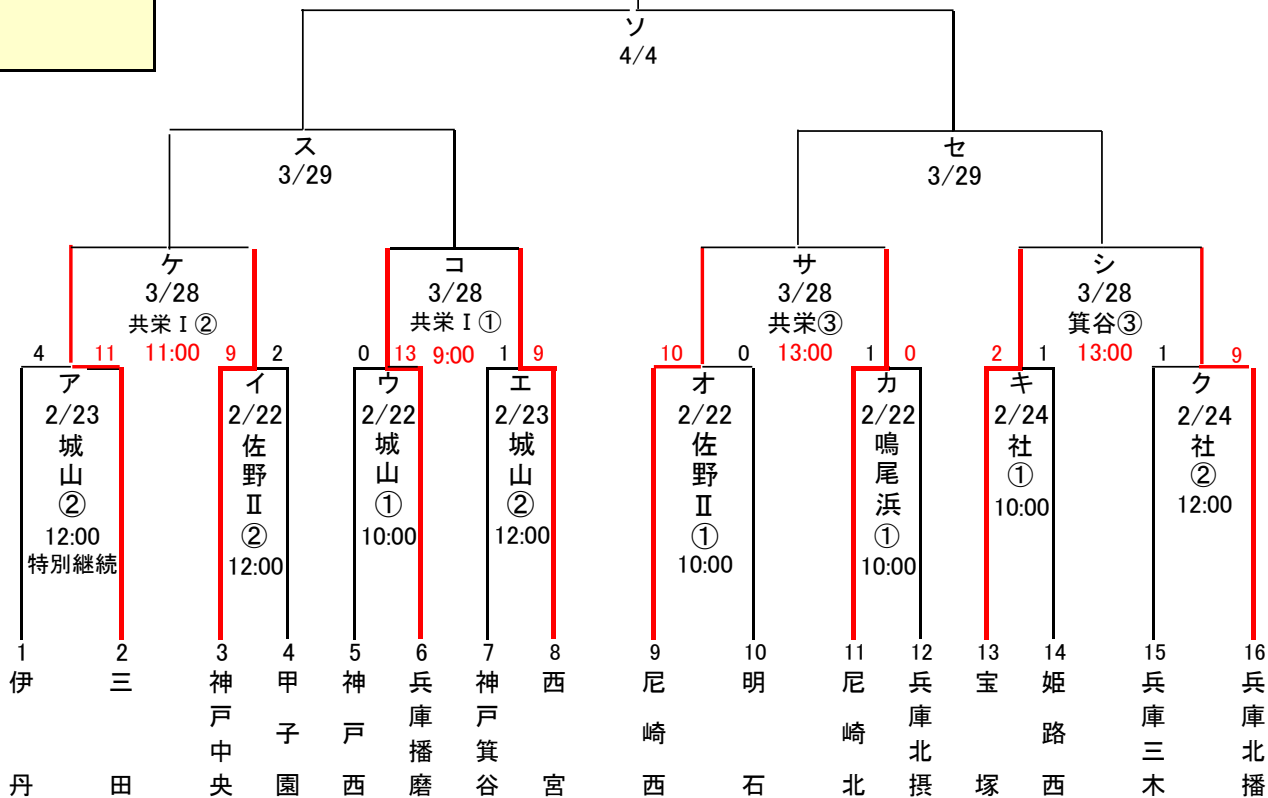 ソ
4/4
ス
3/29
セ
3/29
ケ
3/28
共栄Ⅰ②
11:00
コ
3/28
共栄Ⅰ①
9:00
サ
3/28
共栄③
13:00
シ
3/28
箕谷③
13:00
4 11
ア
2/23
城山②
12:00
特別継続
9 2
イ
2/22
佐野Ⅱ②
12:00
0 13
ウ
2/22
城山①
10:00
1 9
エ
2/23
城山②
12:00
10 0
オ
2/22
佐野Ⅱ①
10:00
1 0
カ
2/22
鳴尾浜①
10:00
2 1
キ
2/24
社①
10:00
1 9
ク
2/24
社②
12:00
1
伊丹
2
三田
3
神戸中央
4
甲子園
5
神戸西
6
兵庫播磨
7
神戸箕谷
8
西宮
9
尼崎西
10
明石
11
尼崎北
12
兵庫北摂
13
宝塚
14
姫路西
15
兵庫三木
16
兵庫北播